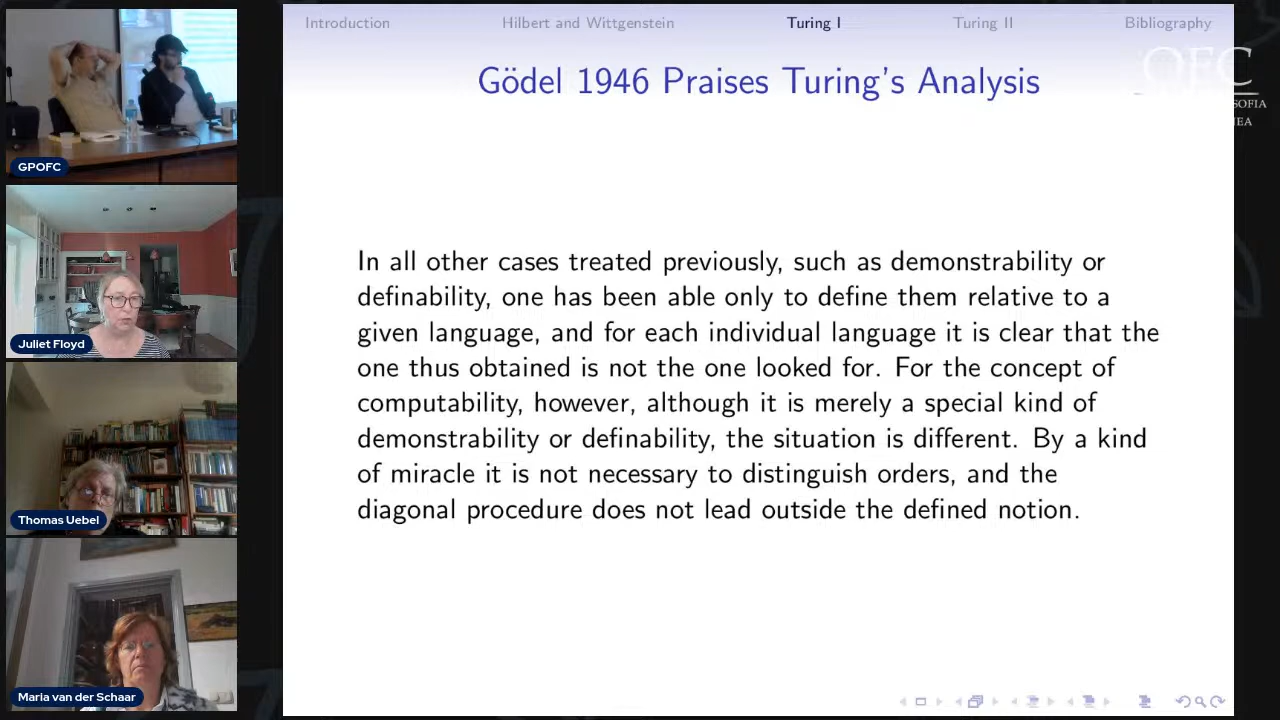 Introduction
Hilbert and Wittgenstein
Turing I
Turing II
Bibliography
Gödel 1946 Praises Turing's Analysis
OFC
SOFIA
NEA
In all other cases treated previously, such as demonstrability or
definability, one has been able only to define them relative to a
given language, and for each individual language it is clear that the
one thus obtained is not the one looked for. For the concept of
computability, however, although it is merely a special kind of
demonstrability or definability, the situation is different. By a kind
of miracle it is not necessary to distinguish orders, and the
diagonal procedure does not lead outside the defined notion.
GPOFC
Juliet Floyd
Thomas Uebel
Maria van der Schaar